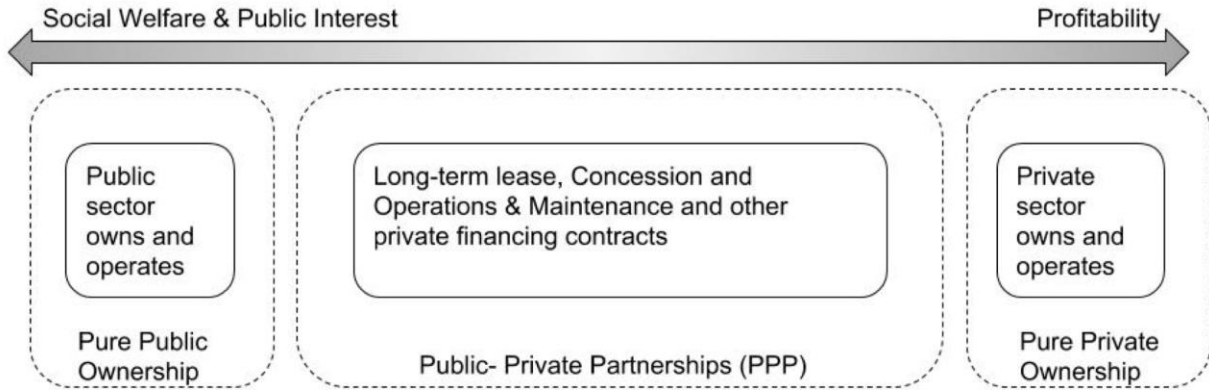 Social Welfare & Public Interest
Profitability
Public
sector
owns and
operates
Pure Public
Ownership
Long-term lease, Concession and
Operations & Maintenance and other
private financing contracts
Public- Private Partnerships (PPP)
Private
sector
owns and
operates
Pure Private
Ownership